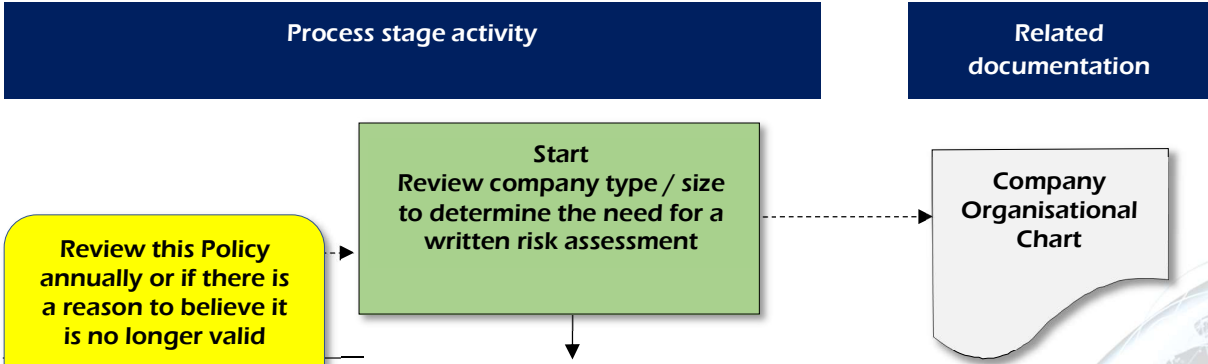 Process stage activity
Related
documentation
Start
Review company type / size
to determine the need for a
written risk assessment
Company
Organisational
Chart
Review this Policy
annually or if there is
a reason to believe it
is no longer valid